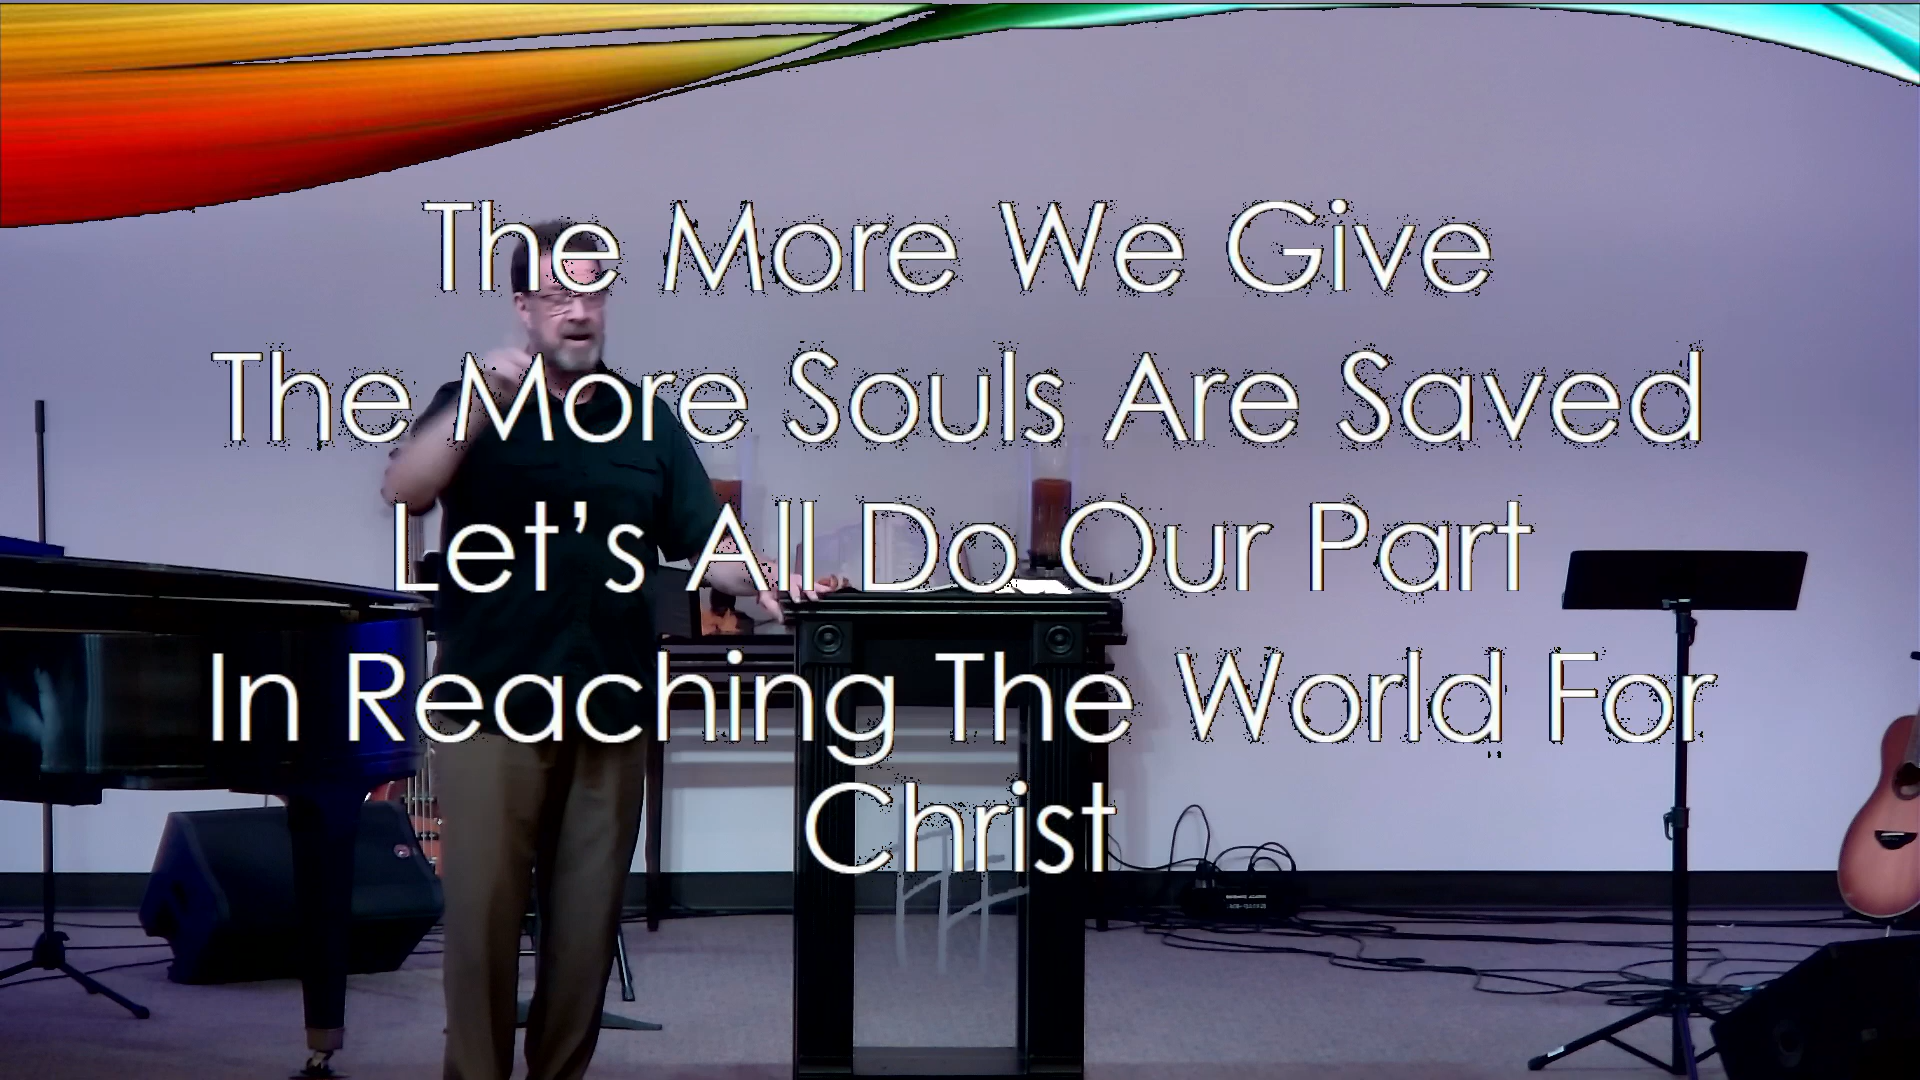 The More We Give
The More Souls Are Saved
Let's All Do Our Part
In Reaching The World For
Christ